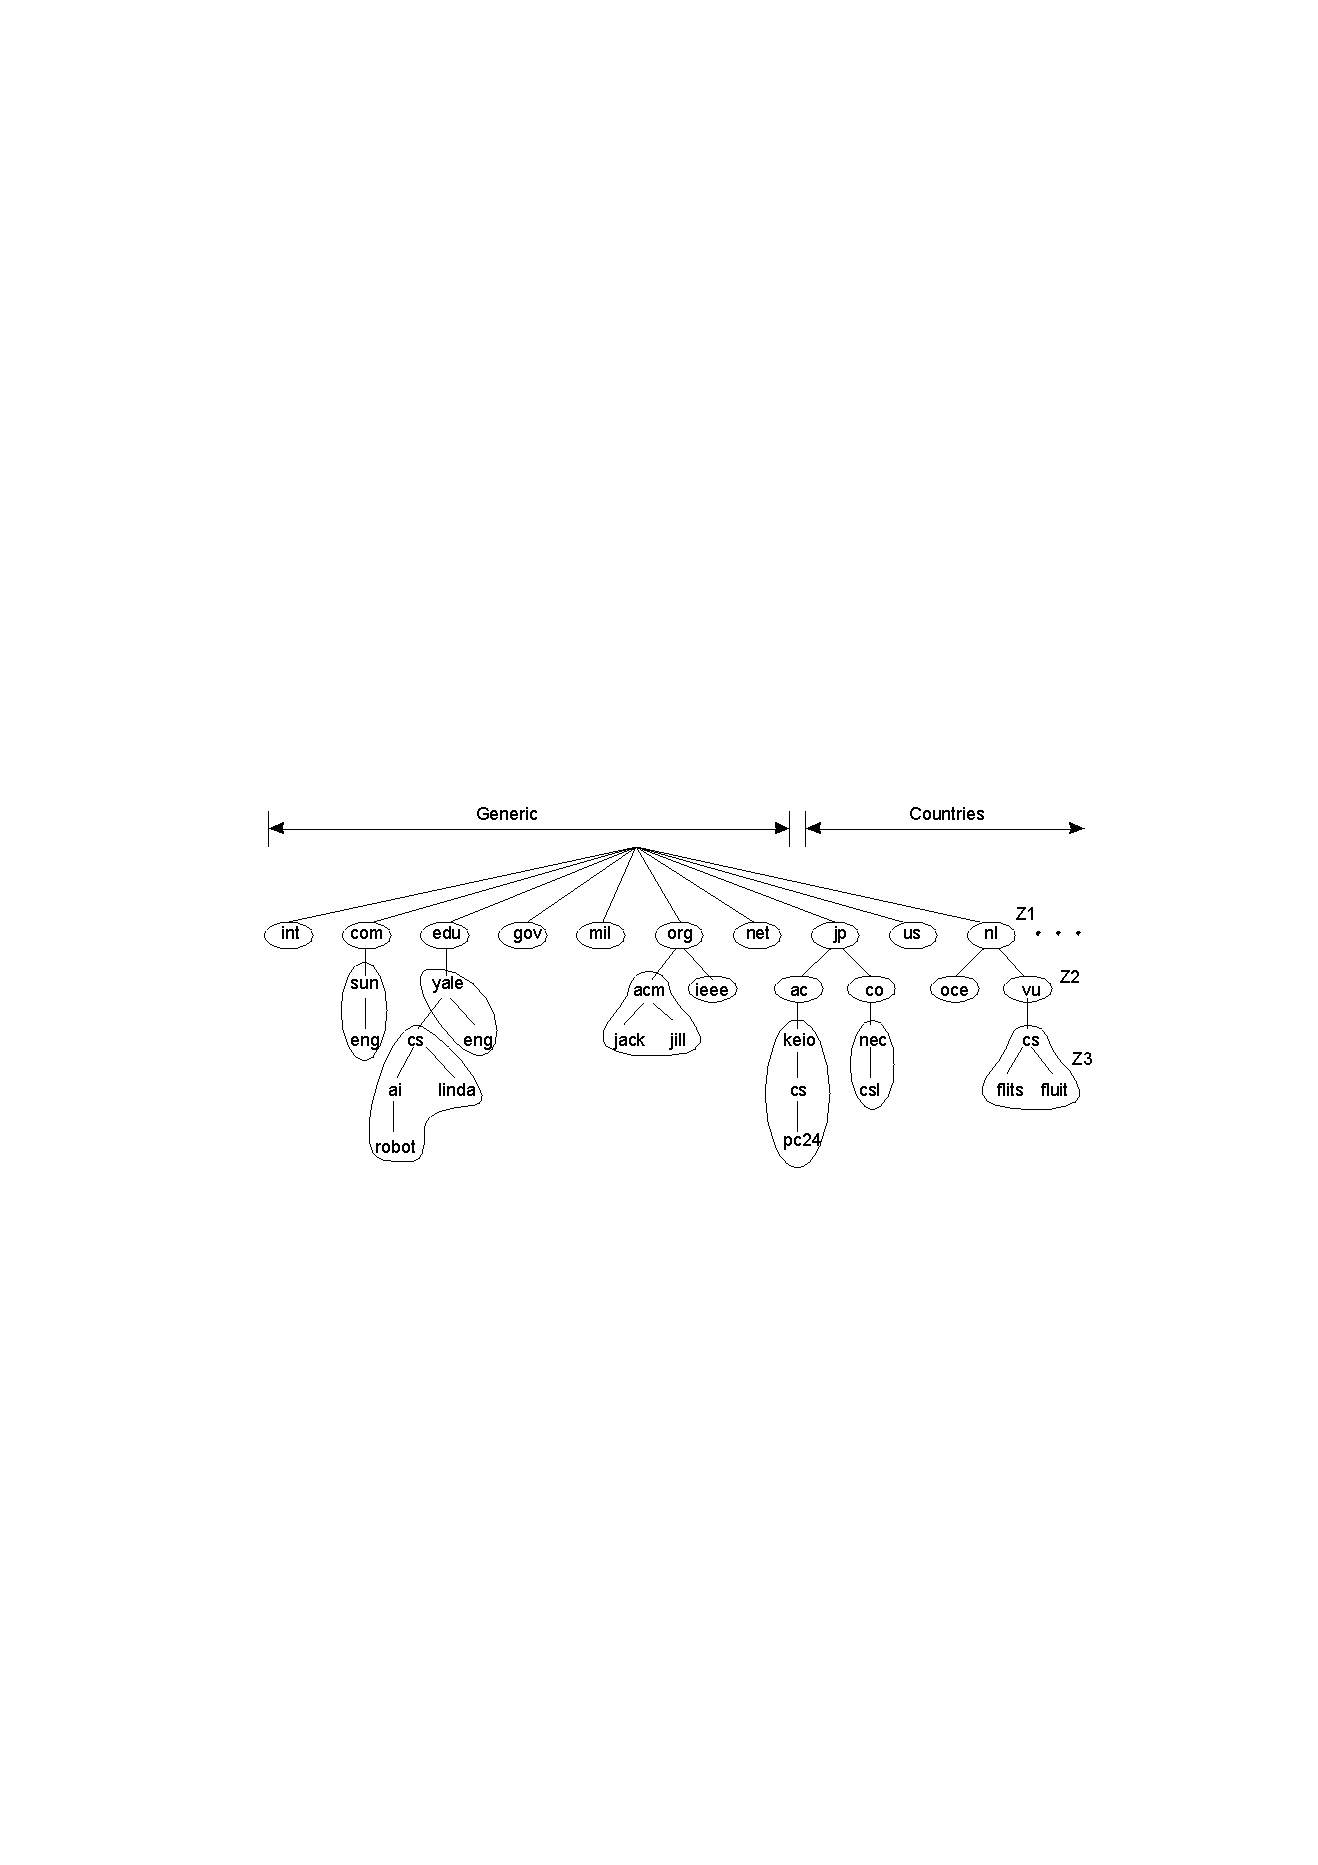 Generic Countries
Z1
int com edu gov mil org net jp us nl . . .
Z2
sun yale acm ieee ac co oce vu
eng cs eng jack jill keio nec cs
Z3
ai linda cs csl flits fluit
robot pc24